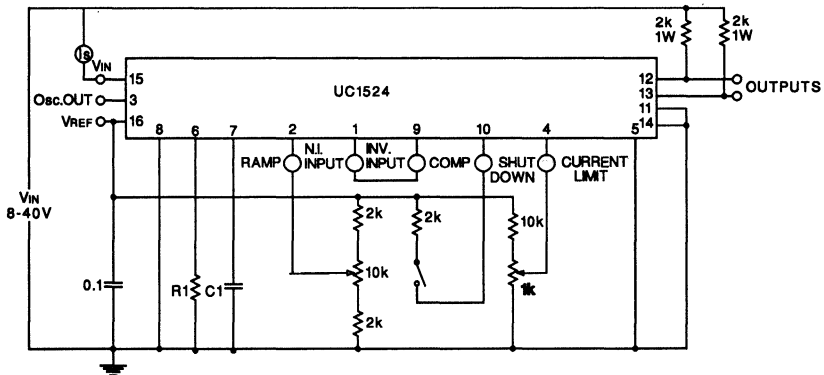 2k
1W
2k
1W
Is
VIN
15
UC1524
12
OUTPUTS
Osc.OUT
3
13
VREF
16
11
14
8
6
7
2
1
9
10
4
5
RAMP
N.I.
INPUT
INV.
INPUT
COMP
SHUT
DOWN
CURRENT
LIMIT
VIN
8-40V
2k
2k
10k
10k
1k
0.1
R1
C1
2k